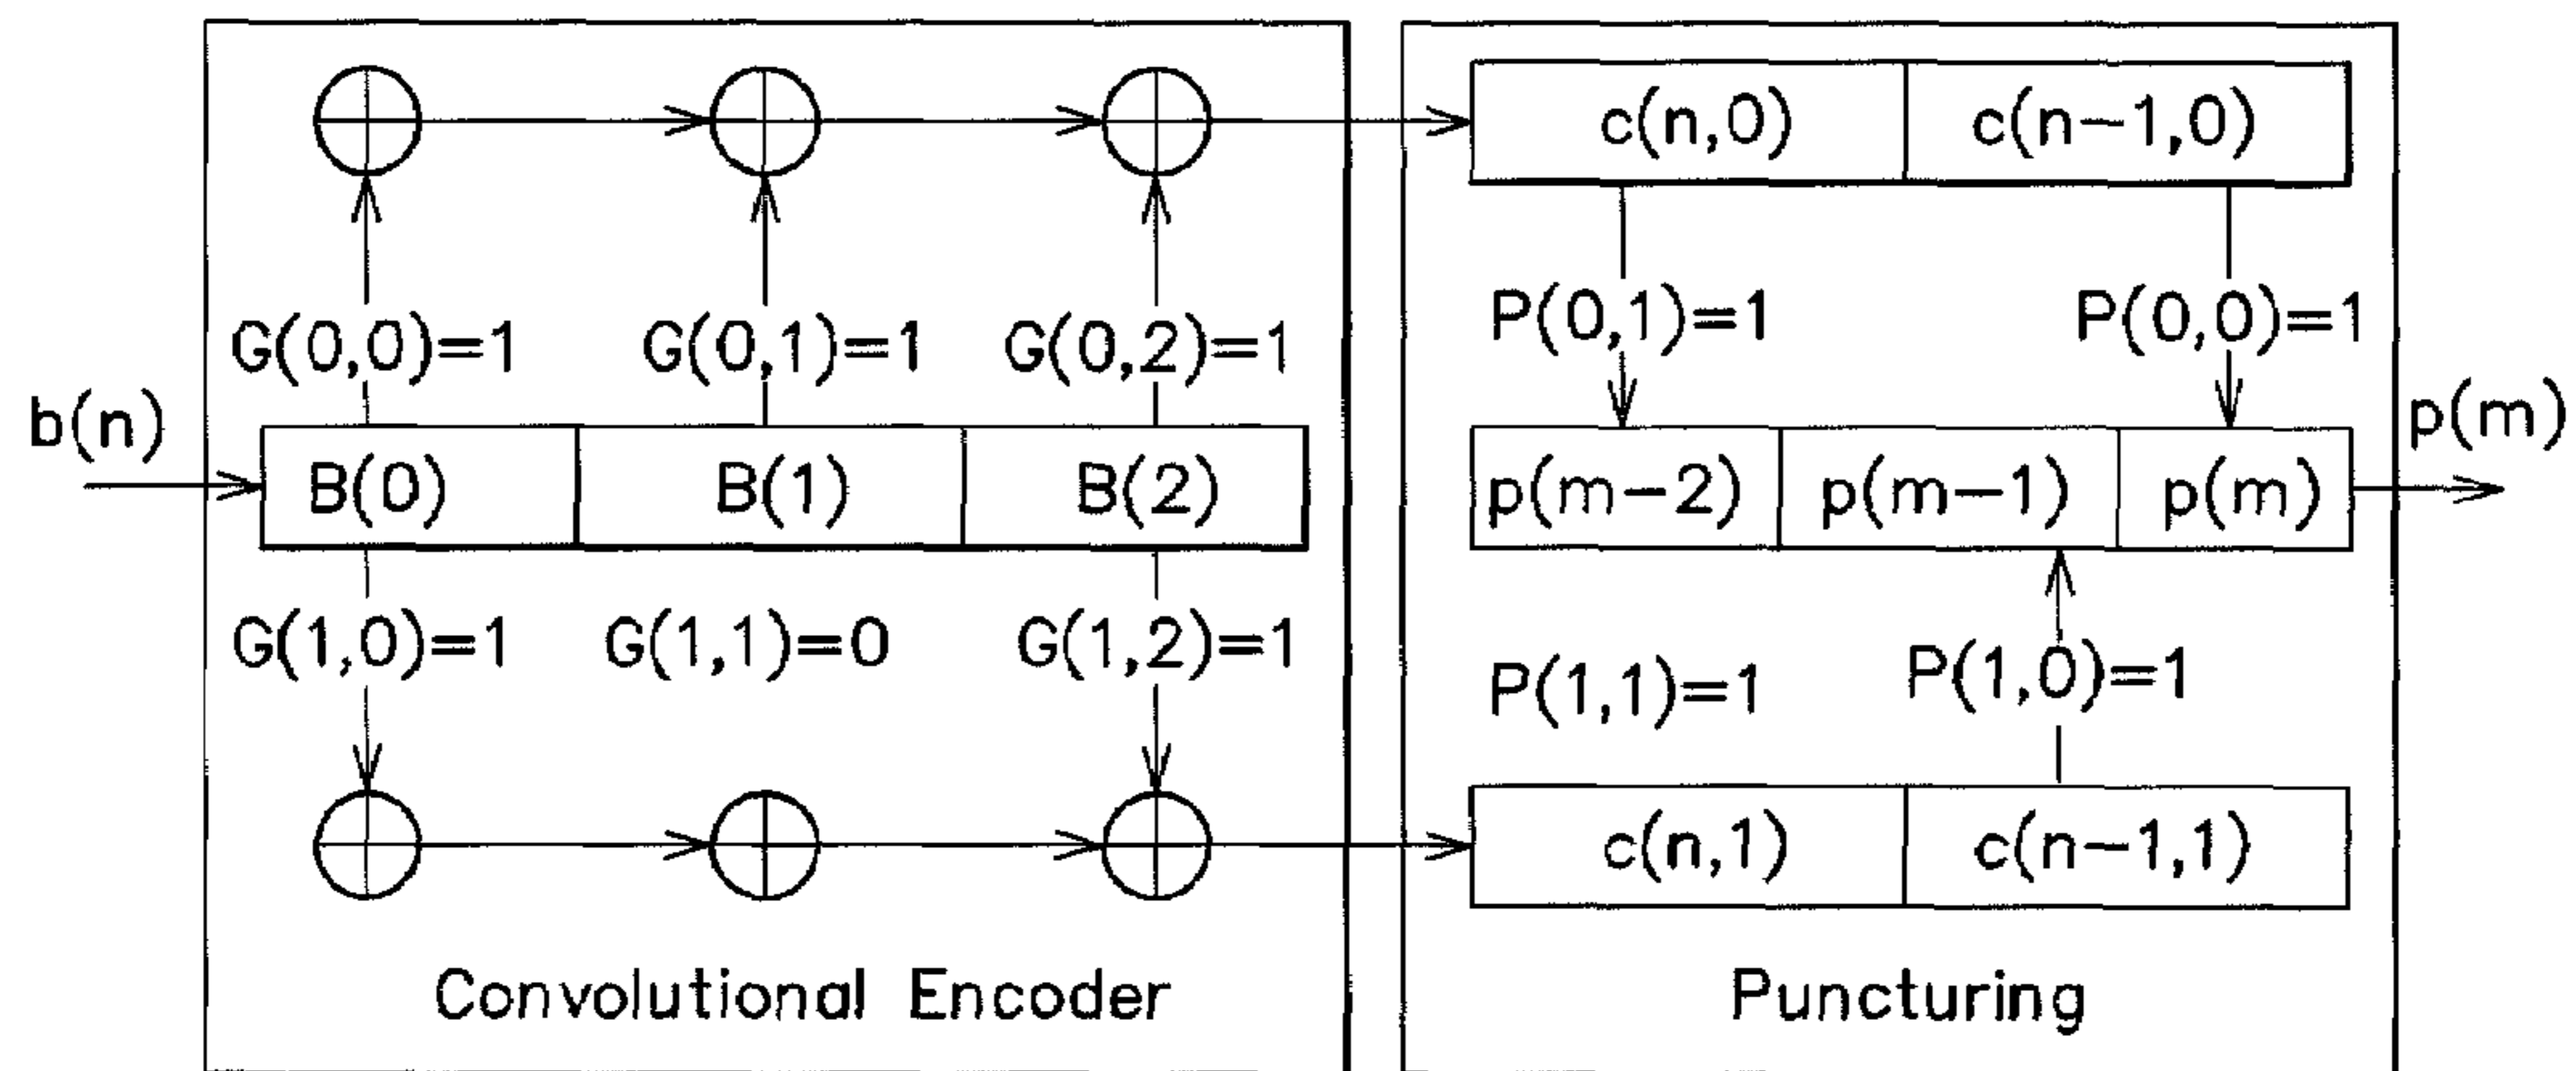 c(n,0) c(n-1,0)
P(0,1)=1 P(0,0)=1
G(0,0)=1 G(0,1)=1 G(0,2)=1
b(n) p(m)
B(0) B(1) B(2) p(m-2) p(m-1) p(m)
G(1,0)=1 G(1,1)=0 G(1,2)=1
P(1,1)=1 P(1,0)=1
c(n,1) c(n-1,1)
Convolutional Encoder Puncturing